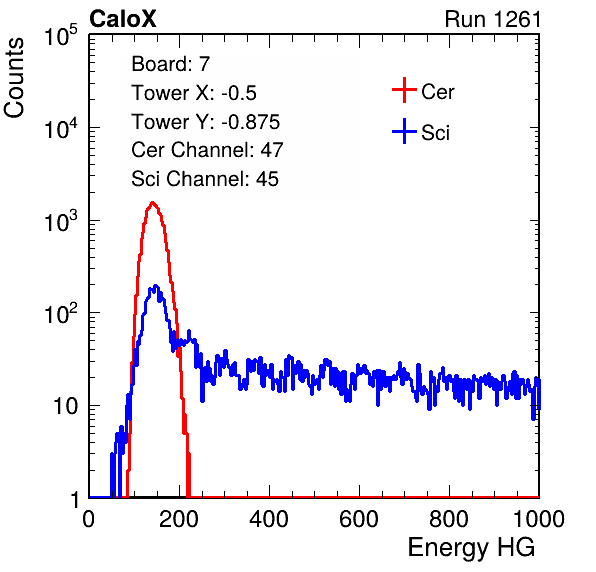 CaloX Run 1261
Counts
10^5
10^4
10^3
10^2
10
1
Board: 7
Tower X: -0.5
Tower Y: -0.875
Cer Channel: 47
Sci Channel: 45
Cer
Sci
0 200 400 600 800 1000
Energy HG